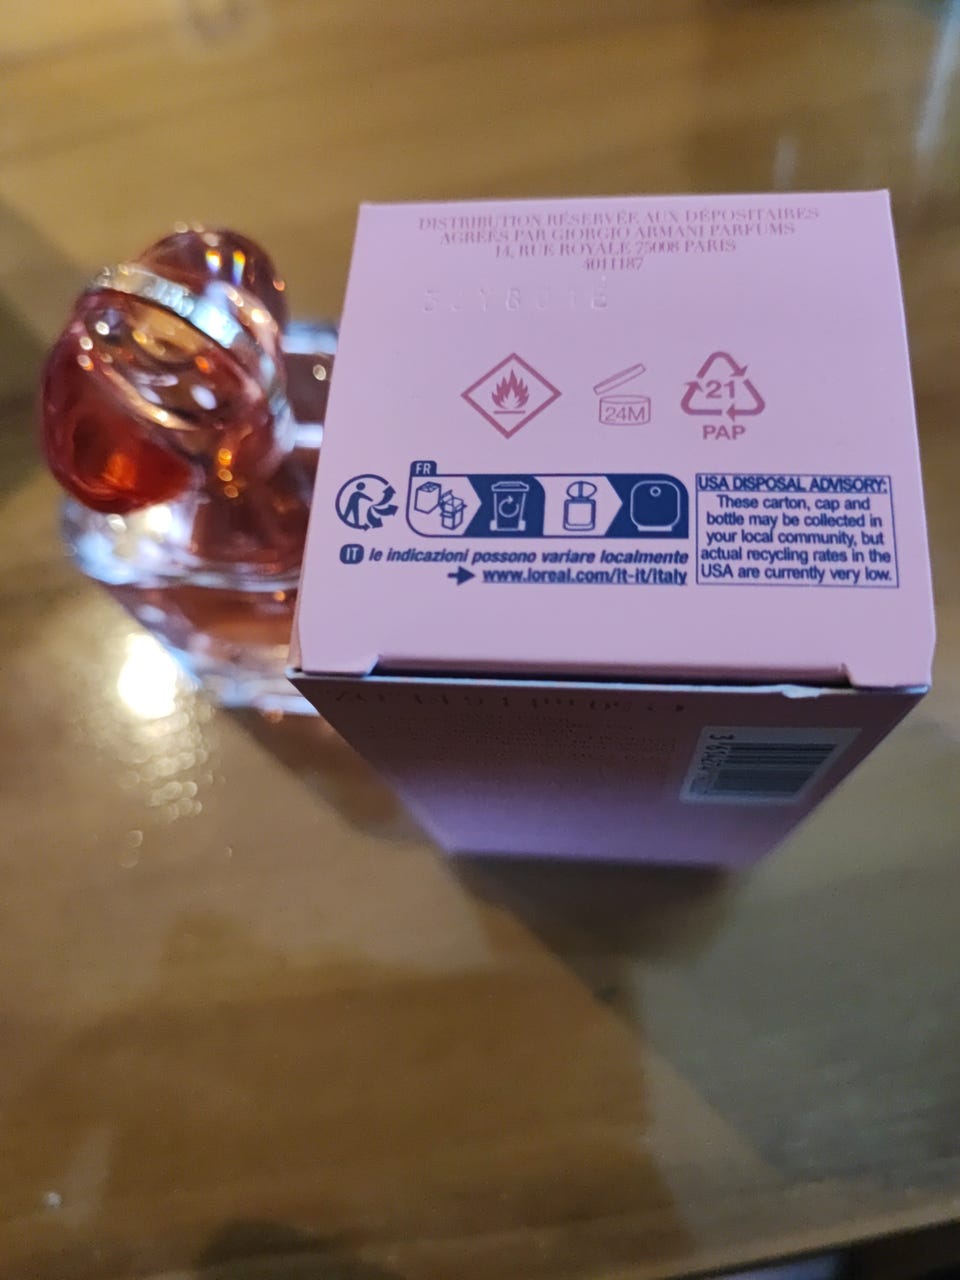 DISTRIBUTION RÉSERVÉE AUX DÉPOSITAIRES
AGRÉÉS PAR GIORGIO ARMANI PARFUMS
14, RUE ROYALE 75008 PARIS
4011187
24M
21
PAP
FR
IT le indicazioni possono variare localmente
www.loreal.com/it-it/italy
USA DISPOSAL ADVISORY:
These carton, cap and
bottle may be collected in
your local community, but
actual recycling rates in the
USA are currently very low.